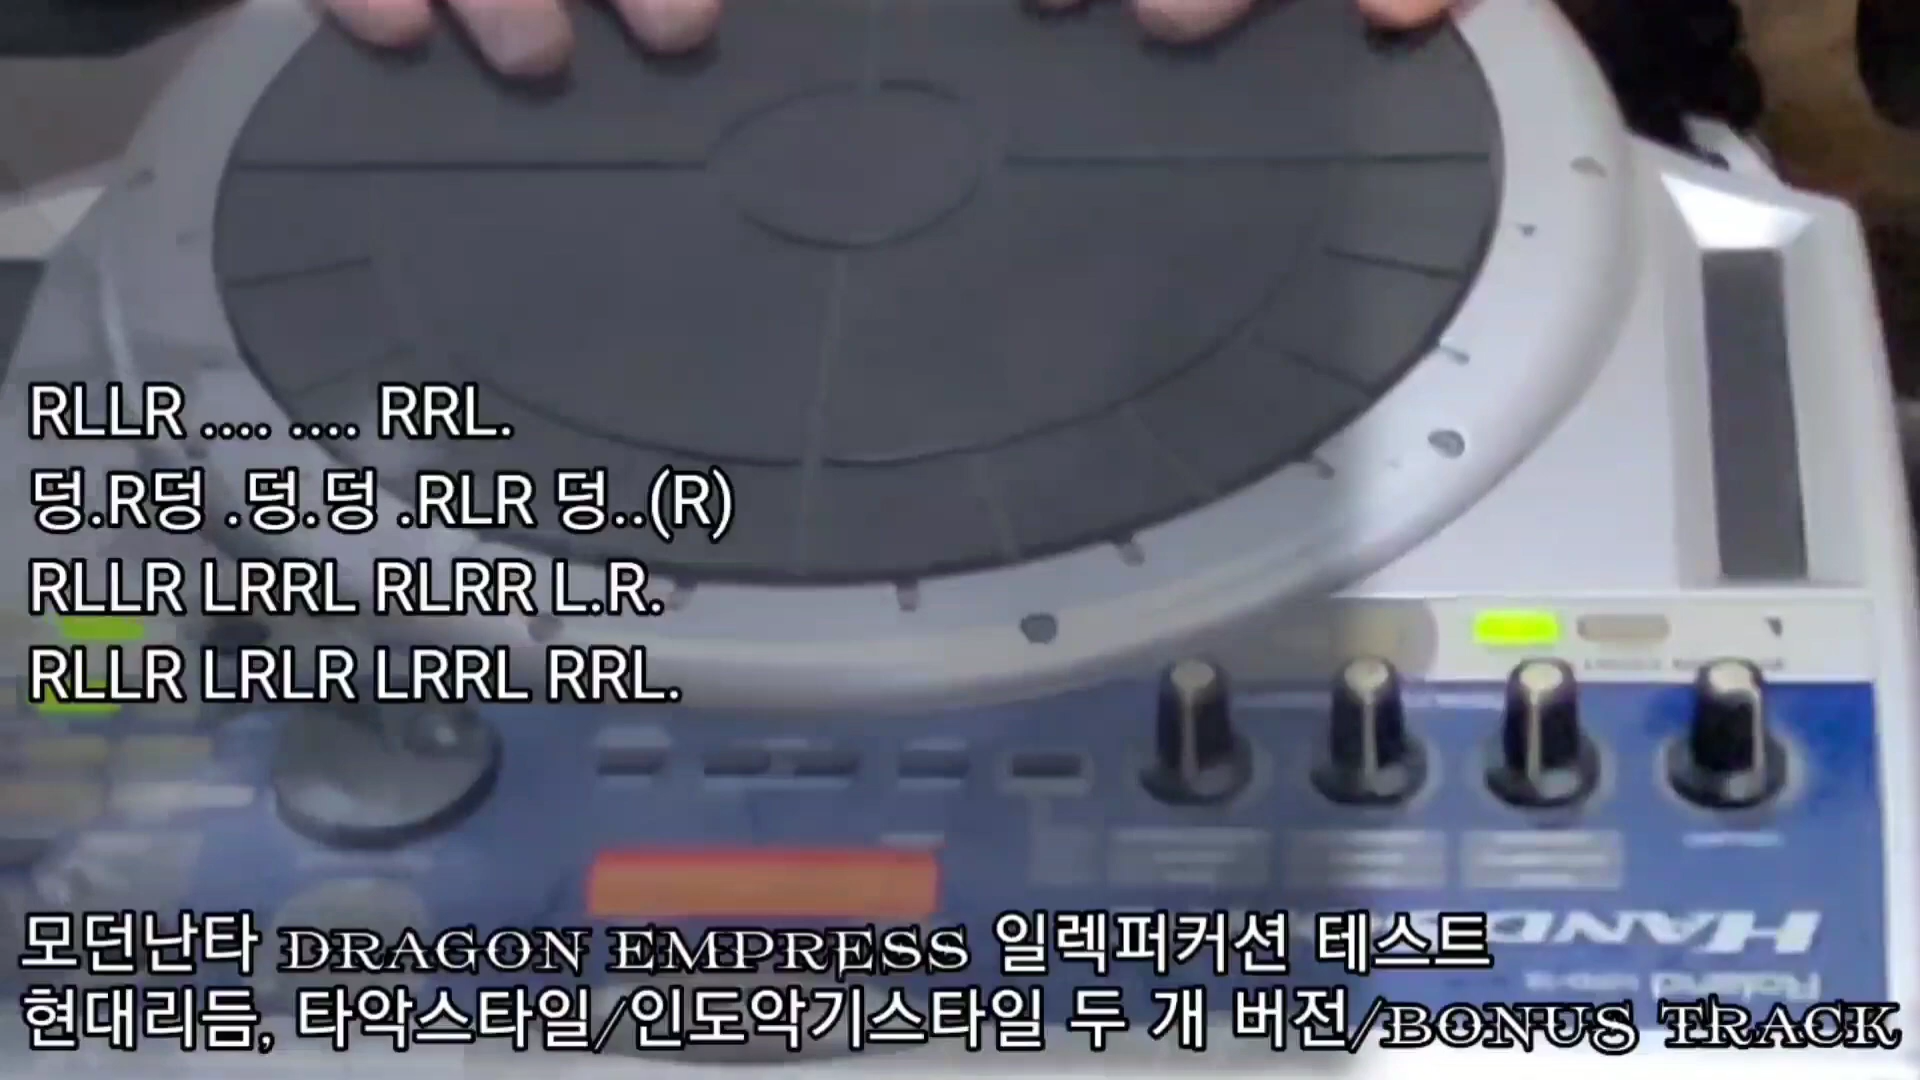 RLLR .... .... RRL.
덩.R덩 .덩.덩 .RLR 덩..(R)
RLLR LRRL RLRR L.R.
RLLR LRLR LRRL RRL.
HAND
Roland
모던난타 DRAGON EMPRESS 일렉퍼커션 테스트
현대리듬, 타악스타일/인도악기스타일 두 개 버전/BONUS TRACK